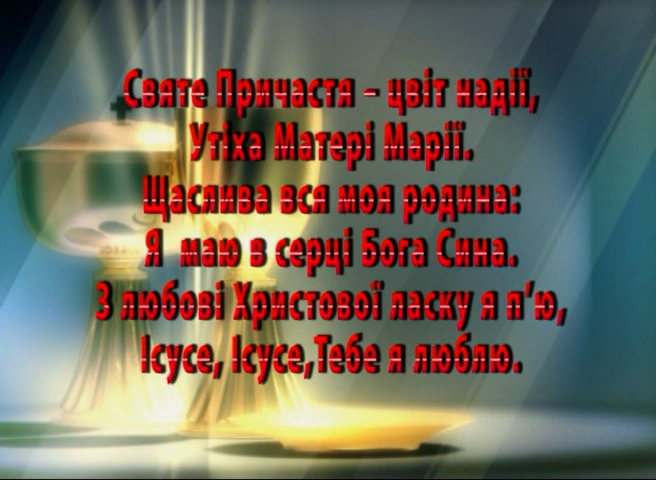 Святе Причастя – цвіт надії,
Утіха Матері Марії.
Щаслива вся моя родина:
Я маю в серці Бога Сина.
З любові Христової ласку я п’ю,
Ісусе, Ісусе,Тебе я люблю.